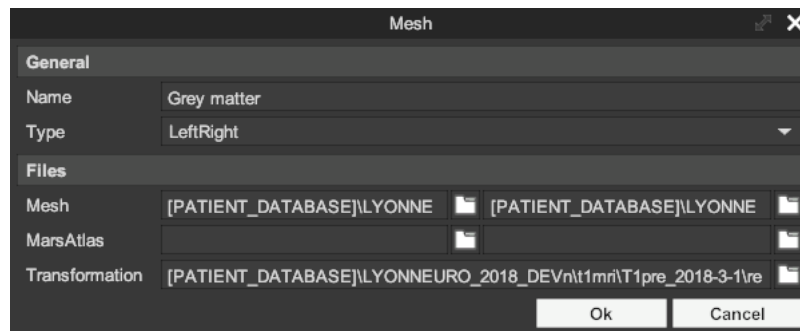 Mesh
General
Name Grey matter
Type LeftRight
Files
Mesh [PATIENT_DATABASE]\LYONNE [PATIENT_DATABASE]\LYONNE
MarsAtlas
Transformation [PATIENT_DATABASE]\LYONNEURO_2018_DEVn\t1mri\T1pre_2018-3-1\re
Ok Cancel